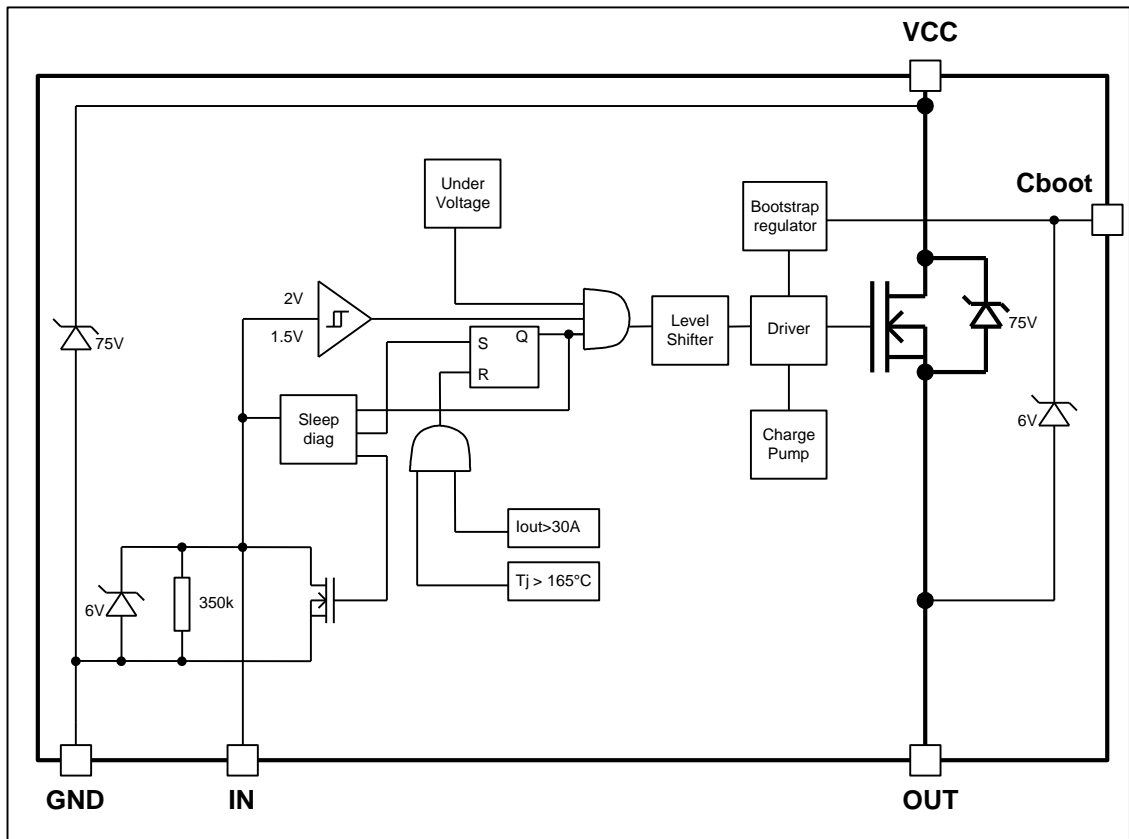 VCC
Cboot
Under
Voltage
Bootstrap
regulator
2V
1.5V
75V
S
Q
R
Level
Shifter
Driver
75V
Sleep
diag
Charge
Pump
6V
Iout>30A
Tj > 165°C
6V
350k
GND
IN
OUT